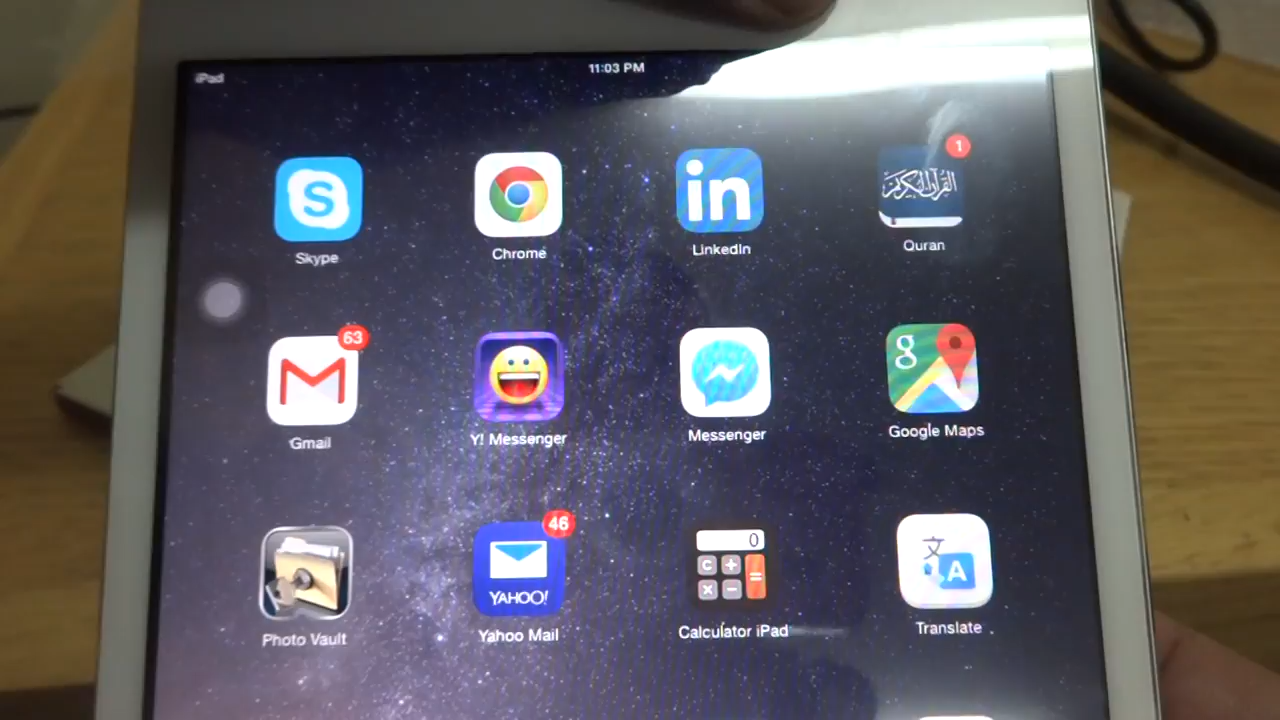 iPad
11:03 PM
S
in
1
القرآن الكريم
Skype
Chrome
LinkedIn
Quran
63
g
Gmail
Y! Messenger
Messenger
Google Maps
46
0
C + =
× −
文 A
YAHOO!
Photo Vault
Yahoo Mail
Calculator iPad
Translate